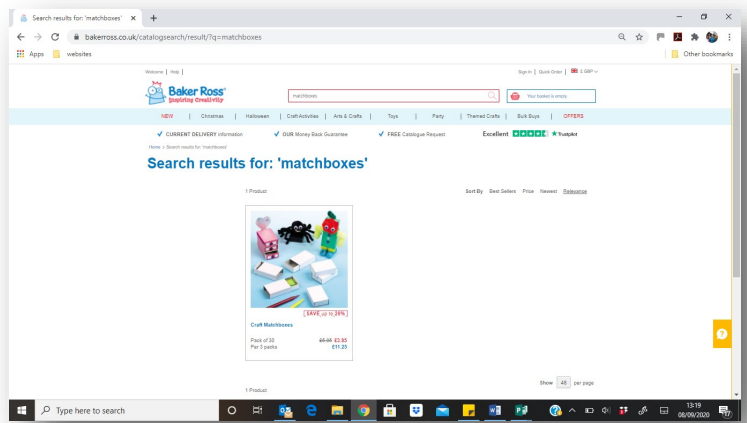 Search results for: 'matchboxes'
bakerross.co.uk/catalogsearch/result/?q=matchboxes
Apps
websites
Other bookmarks
Welcome | Help |
Sign In | Quick Order | £ GBP
Baker Ross
Inspiring Creativity
matchboxes
Your basket is empty
NEW | Christmas | Halloween | Craft Activities | Arts & Crafts | Toys | Party | Themed Crafts | Bulk Buys | OFFERS
CURRENT DELIVERY Information
OUR Money Back Guarantee
FREE Catalogue Request
Excellent
Trustpilot
Home > Search results for: 'matchboxes'
Search results for: 'matchboxes'
1 Product
Sort By Best Sellers Price Newest Relevance
SAVE up to 38%
Craft Matchboxes
Pack of 30
£3.95
Per 3 packs
£11.23
Show 48 per page
1 Product
Type here to search
13:19
08/09/2020